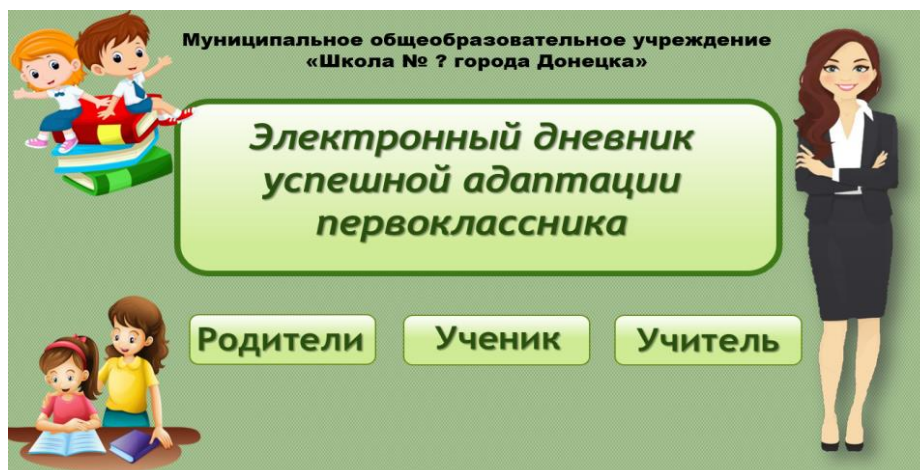 Муниципальное общеобразовательное учреждение
«Школа № ? города Донецка»
Электронный дневник
успешной адаптации
первоклассника
Родители
Ученик
Учитель